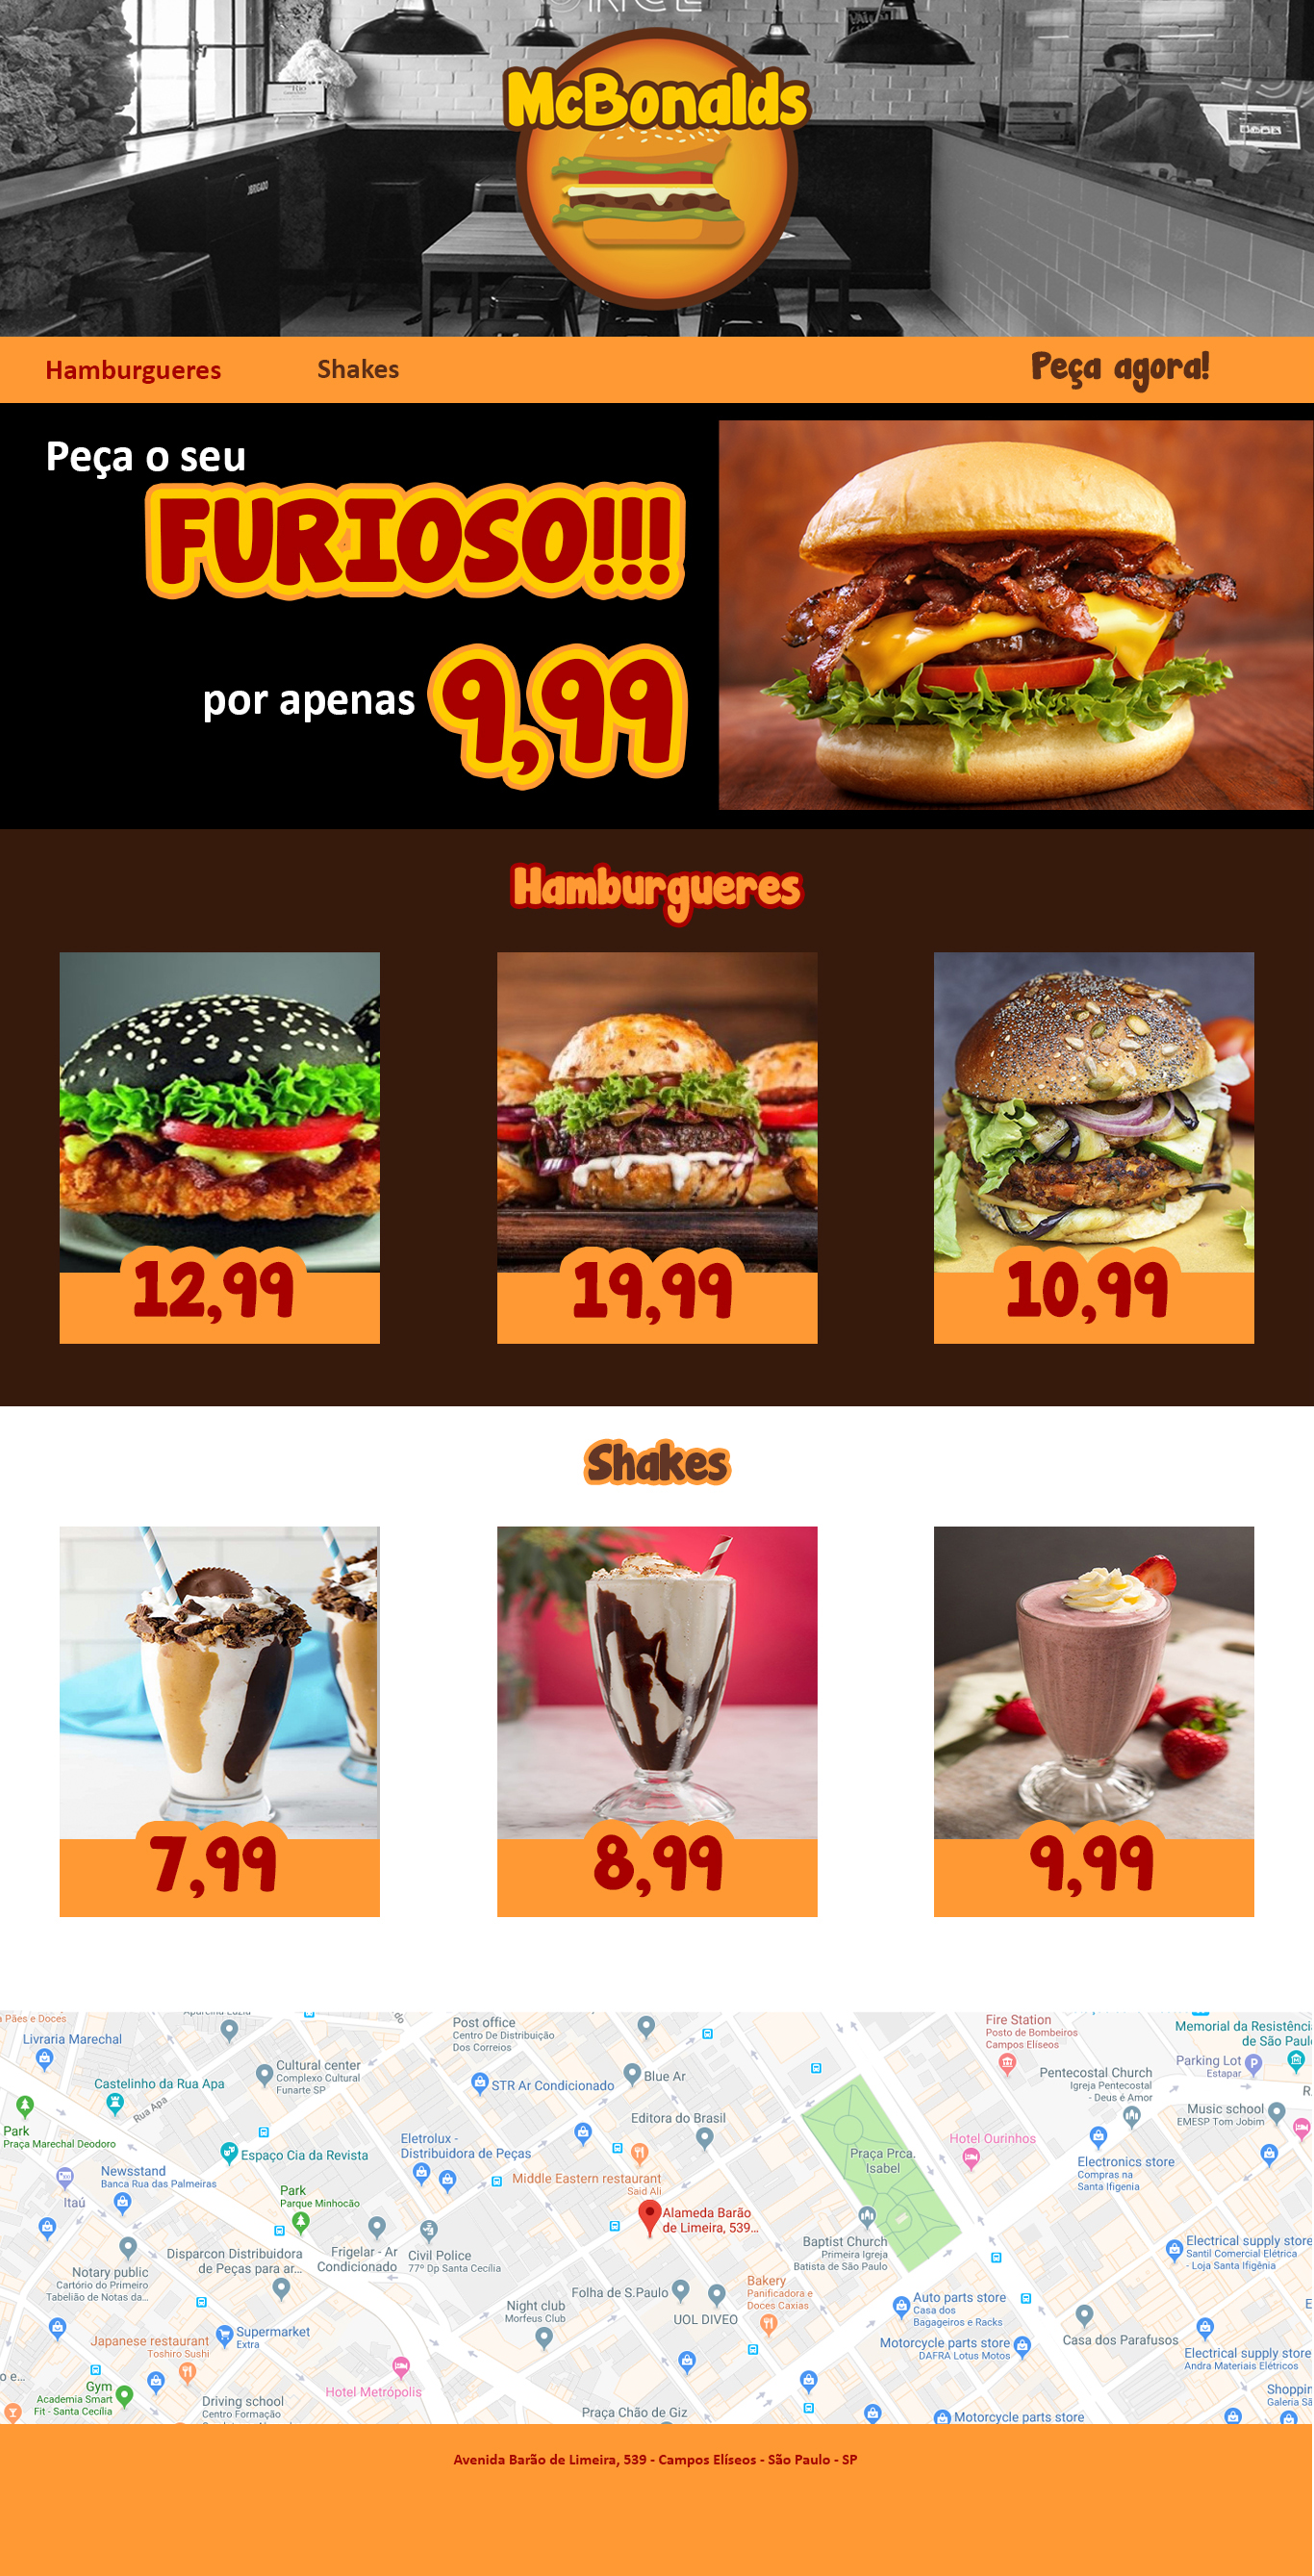 McBonalds
Hamburgueres
Shakes
Peça agora!
Peça o seu
FURIOSO!!!
por apenas 9,99
Hamburgueres
12,99
19,99
10,99
Shakes
7,99
8,99
9,99
Pães e Doces
Livraria Marechal
Castelinho da Rua Apa
Rua Apa
Park
Praça Marechal Deodoro
Cultural center
Complexo Cultural
Funarte SP
Post office
Centro De Distribuição
Dos Correios
STR Ar Condicionado
Blue Ar
Editora do Brasil
Fire Station
Posto de Bombeiros
Campos Elíseos
Memorial da Resistência
de São Paulo
Parking Lot
Estapar
Pentecostal Church
Igreja Pentecostal
- Deus é Amor
Music school
EMESP Tom Jobim
Espaço Cia da Revista
Eletrolux -
Distribuidora de Peças
Middle Eastern restaurant
Said Ali
Praça Prca.
Isabel
Hotel Ourinhos
Electronics store
Compras na
Santa Ifigenia
Newsstand
Banca Rua das Palmeiras
Itaú
Park
Parque Minhocão
Alameda Barão
de Limeira, 539...
Notary public
Cartório do Primeiro
Tabelião de Notas da...
Disparcon Distribuidora
de Peças para ar...
Frigelar - Ar
Condicionado
Civil Police
77º Dp Santa Cecília
Baptist Church
Primeira Igreja
Batista de São Paulo
Electrical supply store
Santil Comercial Elétrica
- Loja Santa Ifigênia
Folha de S.Paulo
Bakery
Panificadora e
Doces Caxias
UOL DIVEO
Night club
Morfeus Club
Auto parts store
Casa dos
Bagageiros e Racks
Casa dos Parafusos
Motorcycle parts store
DAFRA Lotus Motos
Electrical supply store
Andra Materiais Elétricos
Japanese restaurant
Toshiro Sushi
Supermarket
Extra
Hotel Metrópolis
Gym
Academia Smart
Fit - Santa Cecília
Driving school
Centro Formação
Praça Chão de Giz
Motorcycle parts store
Avenida Barão de Limeira, 539 - Campos Elíseos - São Paulo - SP